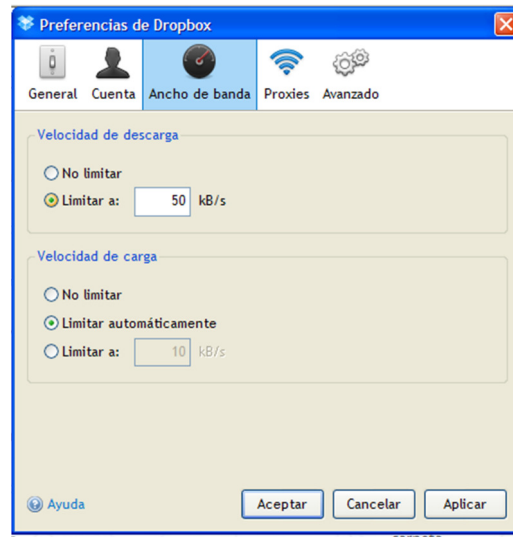 Preferencias de Dropbox
General Cuenta Ancho de banda Proxies Avanzado
Velocidad de descarga
No limitar
Limitar a: 50 kB/s
Velocidad de carga
No limitar
Limitar automáticamente
Limitar a: 10 kB/s
Ayuda Aceptar Cancelar Aplicar